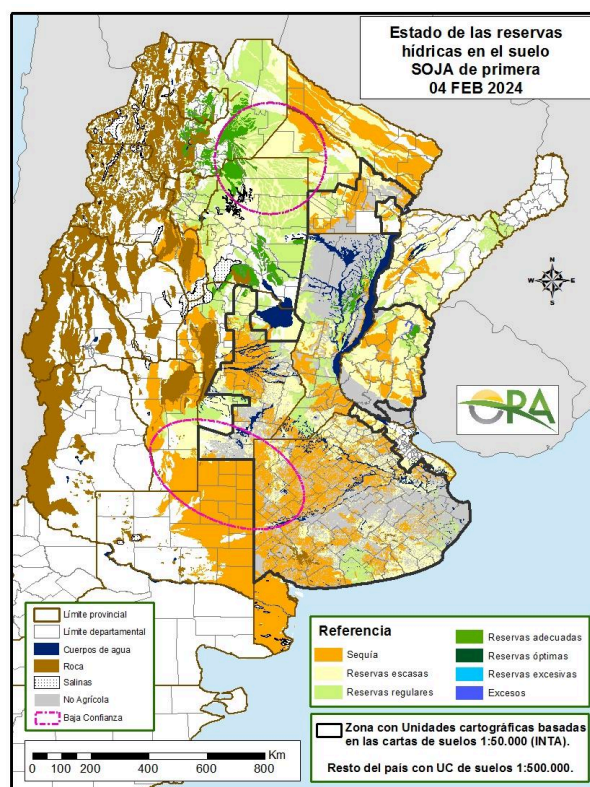 Estado de las reservas
hídricas en el suelo
SOJA de primera
04 FEB 2024
N
W
E
S
ORA
Límite provincial
Límite departamental
Cuerpos de agua
Roca
Salinas
No Agrícola
Baja Confianza
Referencia
Sequía
Reservas escasas
Reservas regulares
Reservas adecuadas
Reservas óptimas
Reservas excesivas
Excesos
Zona con Unidades cartográficas basadas
en las cartas de suelos 1:50.000 (INTA).
Resto del país con UC de suelos 1:500.000.
Km
0 100 200 400 600 800